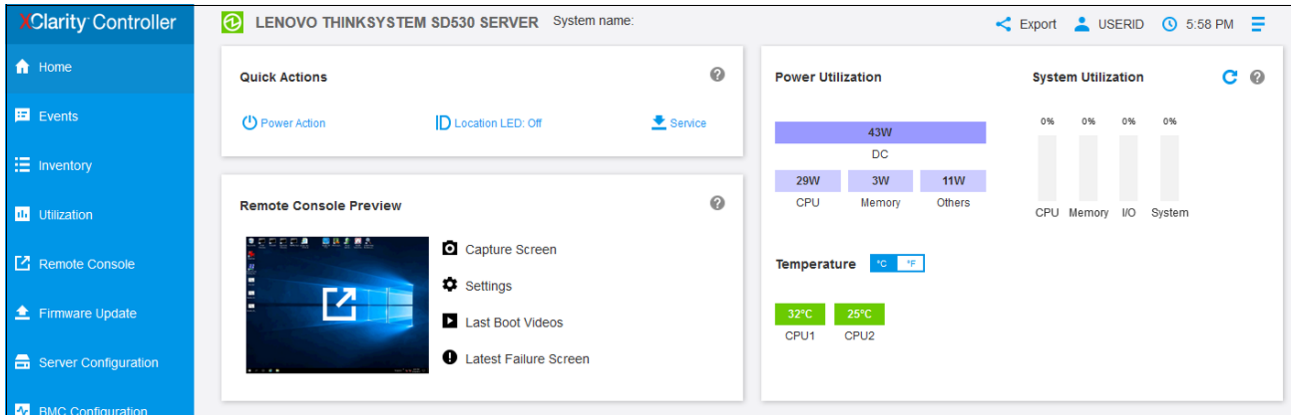 XClarity Controller
LENOVO THINKSYSTEM SD530 SERVER System name:
Export USERID 5:58 PM
Home
Events
Inventory
Utilization
Remote Console
Firmware Update
Server Configuration
BMC Configuration
Quick Actions
Power Action Location LED: Off Service
Remote Console Preview
Capture Screen
Settings
Last Boot Videos
Latest Failure Screen
Power Utilization
43W
DC
29W 3W 11W
CPU Memory Others
System Utilization
0% 0% 0% 0%
CPU Memory I/O System
Temperature °C °F
32°C 25°C
CPU1 CPU2